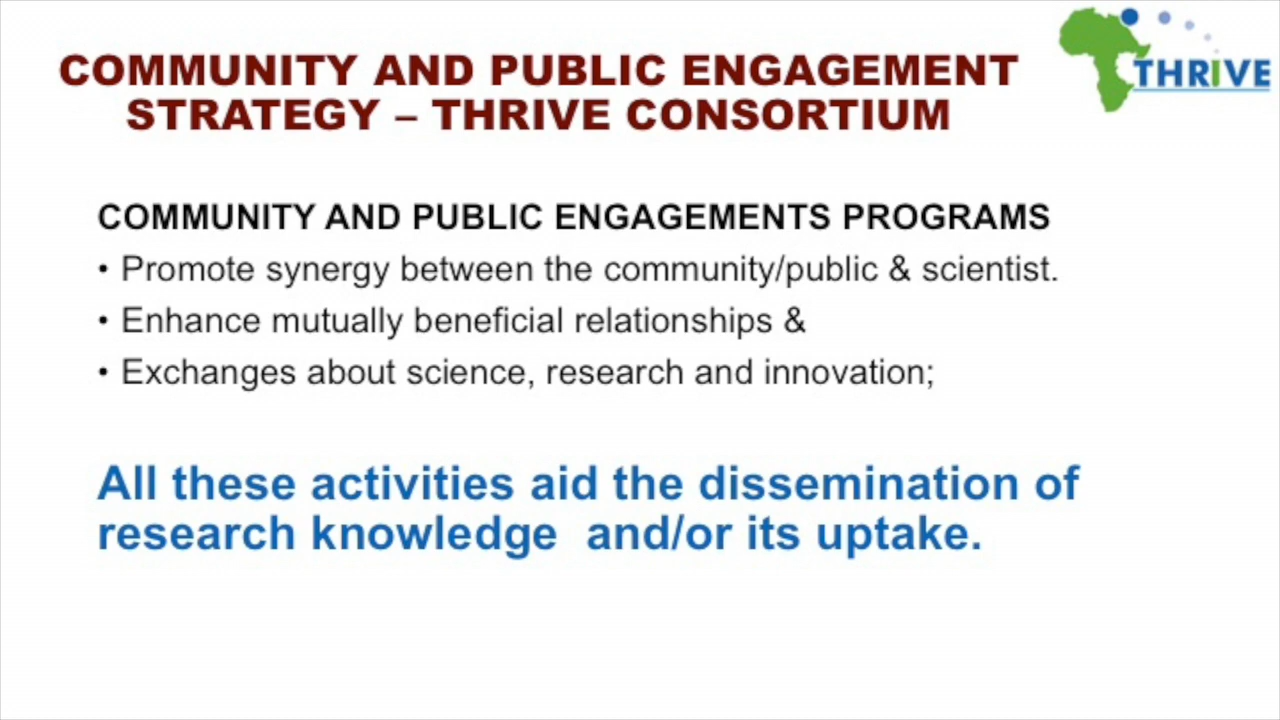 COMMUNITY AND PUBLIC ENGAGEMENT
STRATEGY – THRIVE CONSORTIUM
THRIVE
COMMUNITY AND PUBLIC ENGAGEMENTS PROGRAMS
• Promote synergy between the community/public & scientist.
• Enhance mutually beneficial relationships &
• Exchanges about science, research and innovation;
All these activities aid the dissemination of
research knowledge  and/or its uptake.